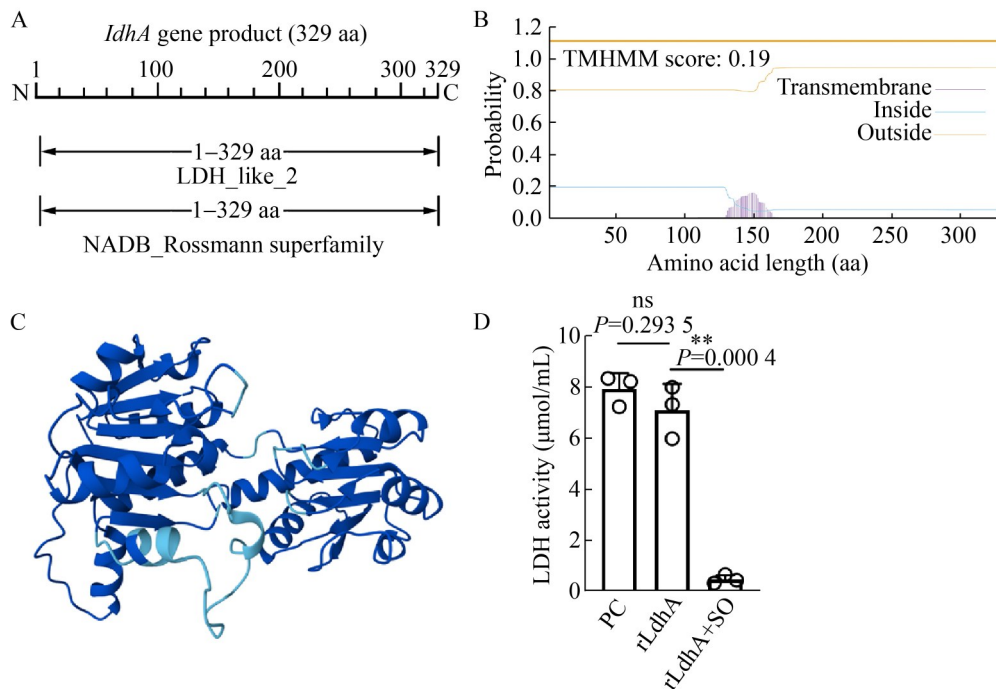 A
IdhA gene product (329 aa)
1 100 200 300 329
N C
1–329 aa
LDH_like_2
1–329 aa
NADB_Rossmann superfamily
B
Probability
1.2
1.0
0.8
0.6
0.4
0.2
0.0
TMHMM score: 0.19
Transmembrane
Inside
Outside
50 100 150 200 250 300
Amino acid length (aa)
C
D
LDH activity (μmol/mL)
10
8
6
4
2
0
ns
P=0.293 5
**
P=0.000 4
PC
rLdhA
rLdhA+SO